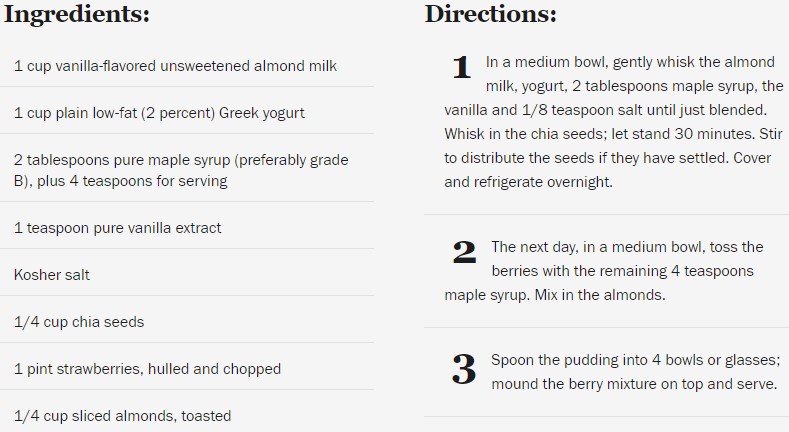 Ingredients:
1 cup vanilla-flavored unsweetened almond milk
1 cup plain low-fat (2 percent) Greek yogurt
2 tablespoons pure maple syrup (preferably grade
B), plus 4 teaspoons for serving
1 teaspoon pure vanilla extract
Kosher salt
1/4 cup chia seeds
1 pint strawberries, hulled and chopped
1/4 cup sliced almonds, toasted
Directions:
1 In a medium bowl, gently whisk the almond
milk, yogurt, 2 tablespoons maple syrup, the
vanilla and 1/8 teaspoon salt until just blended.
Whisk in the chia seeds; let stand 30 minutes. Stir
to distribute the seeds if they have settled. Cover
and refrigerate overnight.
2 The next day, in a medium bowl, toss the
berries with the remaining 4 teaspoons
maple syrup. Mix in the almonds.
3 Spoon the pudding into 4 bowls or glasses;
mound the berry mixture on top and serve.